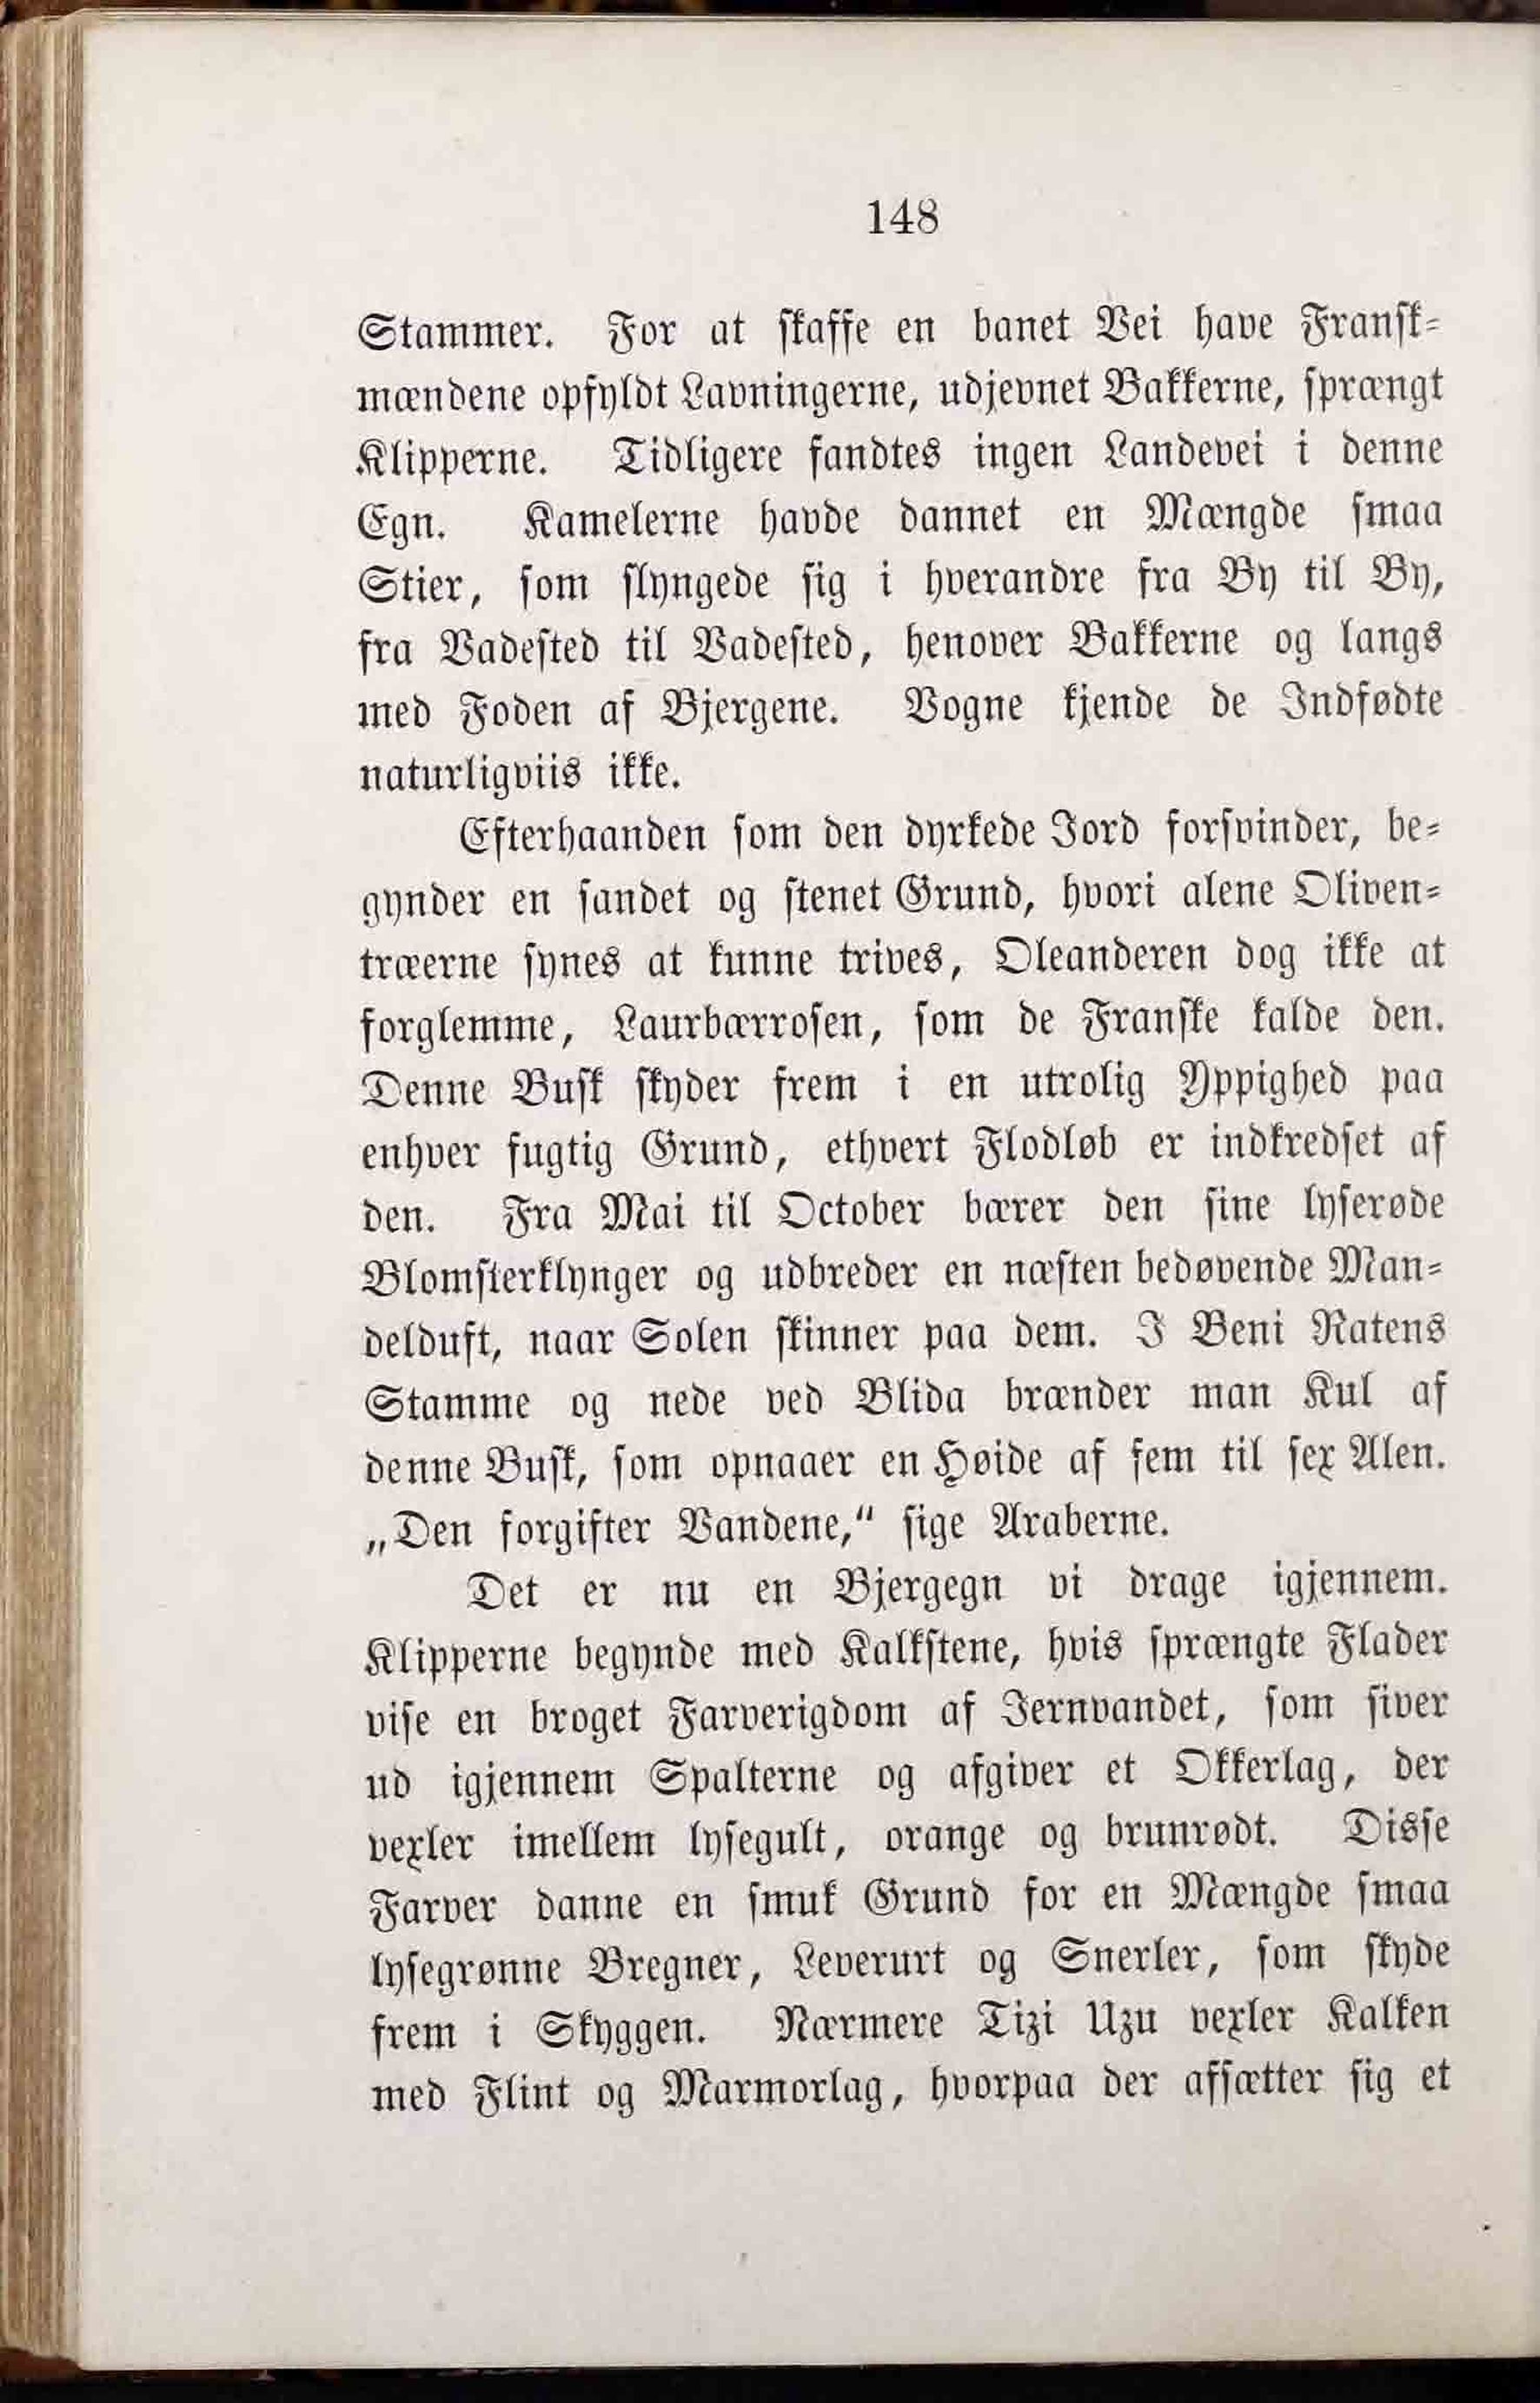 148
Stammer. For at skaffe en banet Vei have Fransk-
mændene opfyldt Lavningerne, udjevnet Bakkerne, sprængt
Klipperne. Tidligere fandtes ingen Landevei i denne
Egn. Kamelerne havde dannet en Mængde smaa
Stier, som slyngede sig i hverandre fra By til By,
fra Vadested til Vadested, henover Bakkerne og langs
med Foden af Bjergene. Vogne kjende de Indfødte
naturligviis ikke.
Efterhaanden som den dyrkede Jord forsvinder, be-
gynder en sandet og stenet Grund, hvori alene Oliven-
træerne synes at kunne trives, Oleanderen dog ikke at
forglemme, Laurbærrosen, som de Franske kalde den.
Denne Busk skyder frem i en utrolig Yppighed paa
enhver fugtig Grund, ethvert Flodløb er indkredset af
den. Fra Mai til October bærer den sine lyserøde
Blomsterklynger og udbreder en næsten bedøvende Man-
delduft, naar Solen skinner paa dem. I Beni Ratens
Stamme og nede ved Blida brænder man Kul af
denne Busk, som opnaaer en Høide af fem til sex Alen.
„Den forgifter Vandene,“ sige Araberne.
Det er nu en Bjergegn vi drage igjennem.
Klipperne begynde med Kalkstene, hvis sprængte Flader
vise en broget Farverigdom af Jernvandet, som siver
ud igjennem Spalterne og afgiver et Okkerlag, der
vexler imellem lysegult, orange og brunrødt. Disse
Farver danne en smuk Grund for en Mængde smaa
lysegrønne Bregner, Leverurt og Snerler, som skyde
frem i Skyggen. Nærmere Tizi Uzu vexler Kalken
med Flint og Marmorlag, hvorpaa der afsætter sig et